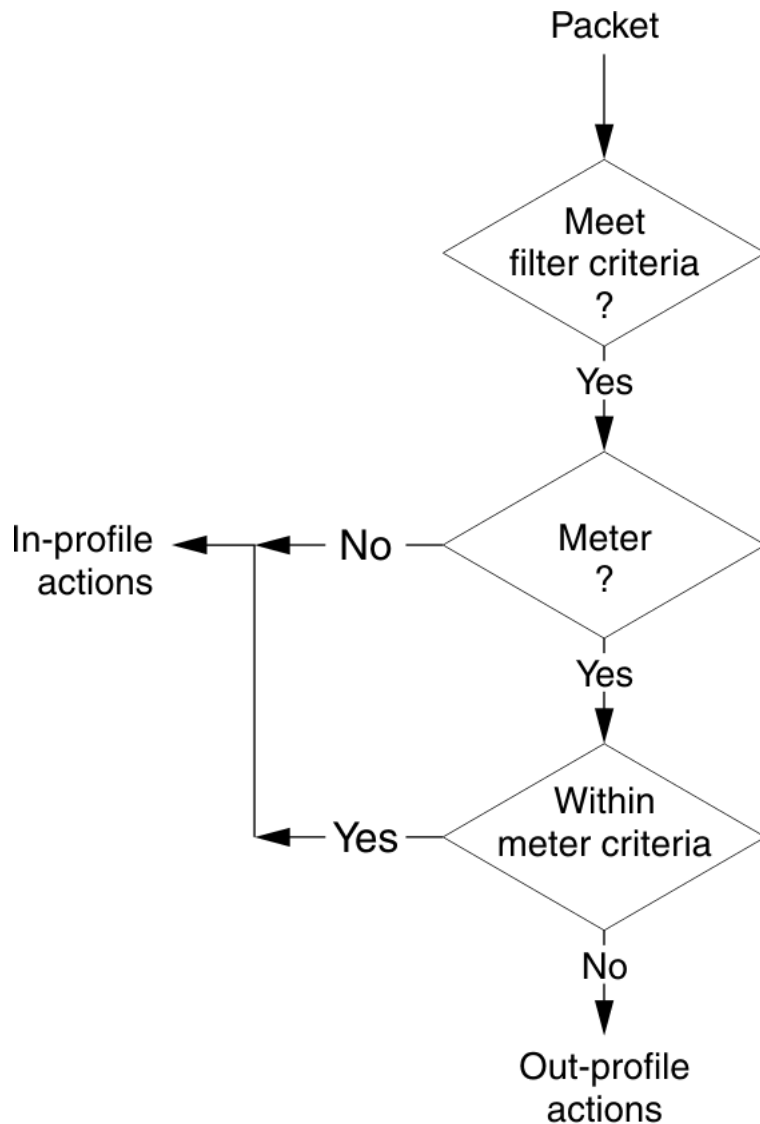 Packet
Meet
filter criteria
?
Yes
In-profile
actions
No
Meter
?
Yes
Yes
Within
meter criteria
No
Out-profile
actions